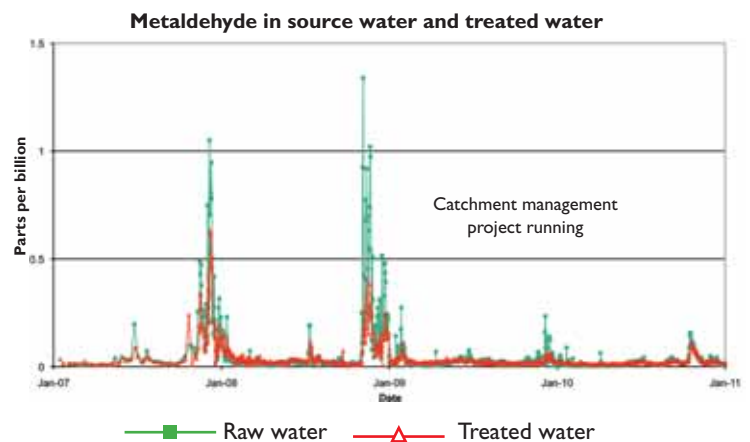 Metaldehyde in source water and treated water
Parts per billion
1.5
1
0.5
0
Catchment management
project running
Jan-07
Jan-08
Jan-09
Jan-10
Jan-11
Date
Raw water
Treated water